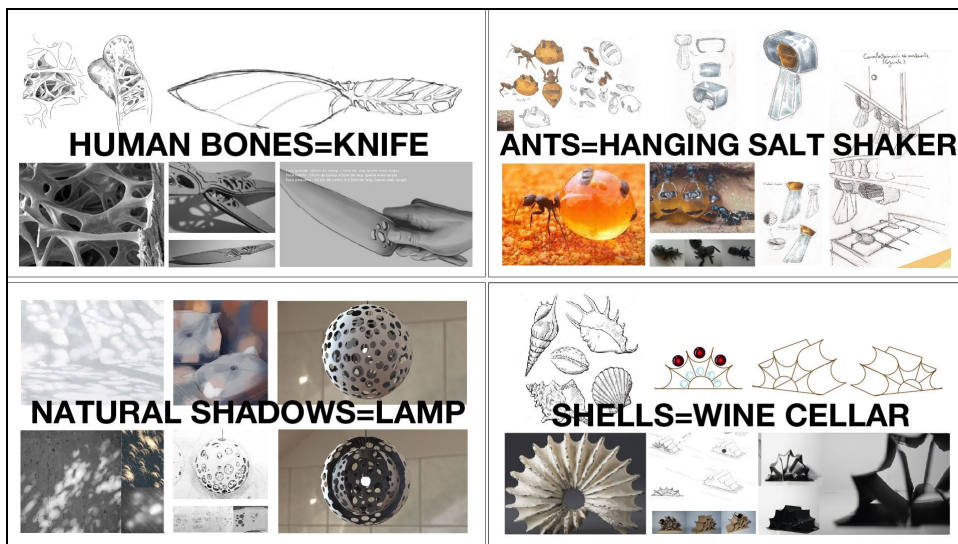 HUMAN BONES=KNIFE
ANTS=HANGING SALT SHAKER
NATURAL SHADOWS=LAMP
SHELLS=WINE CELLAR